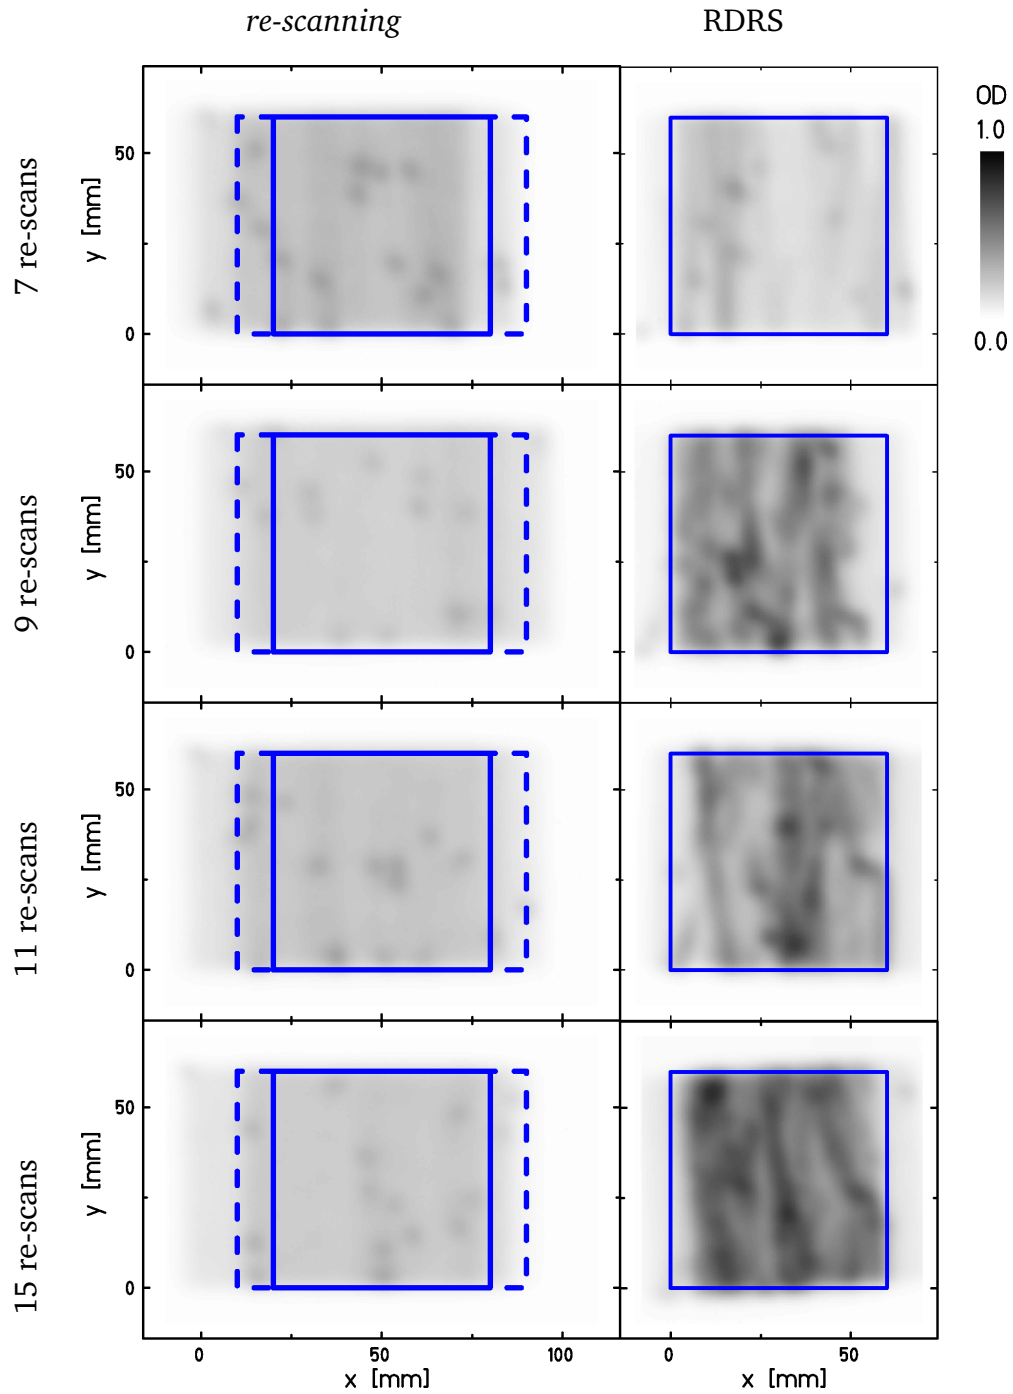 re-scanning RDRS
OD
1.0
0.0
7 re-scans
y [mm]
50
0
9 re-scans
y [mm]
50
0
11 re-scans
y [mm]
50
0
15 re-scans
y [mm]
50
0
0 50 100 0 50
x [mm] x [mm]